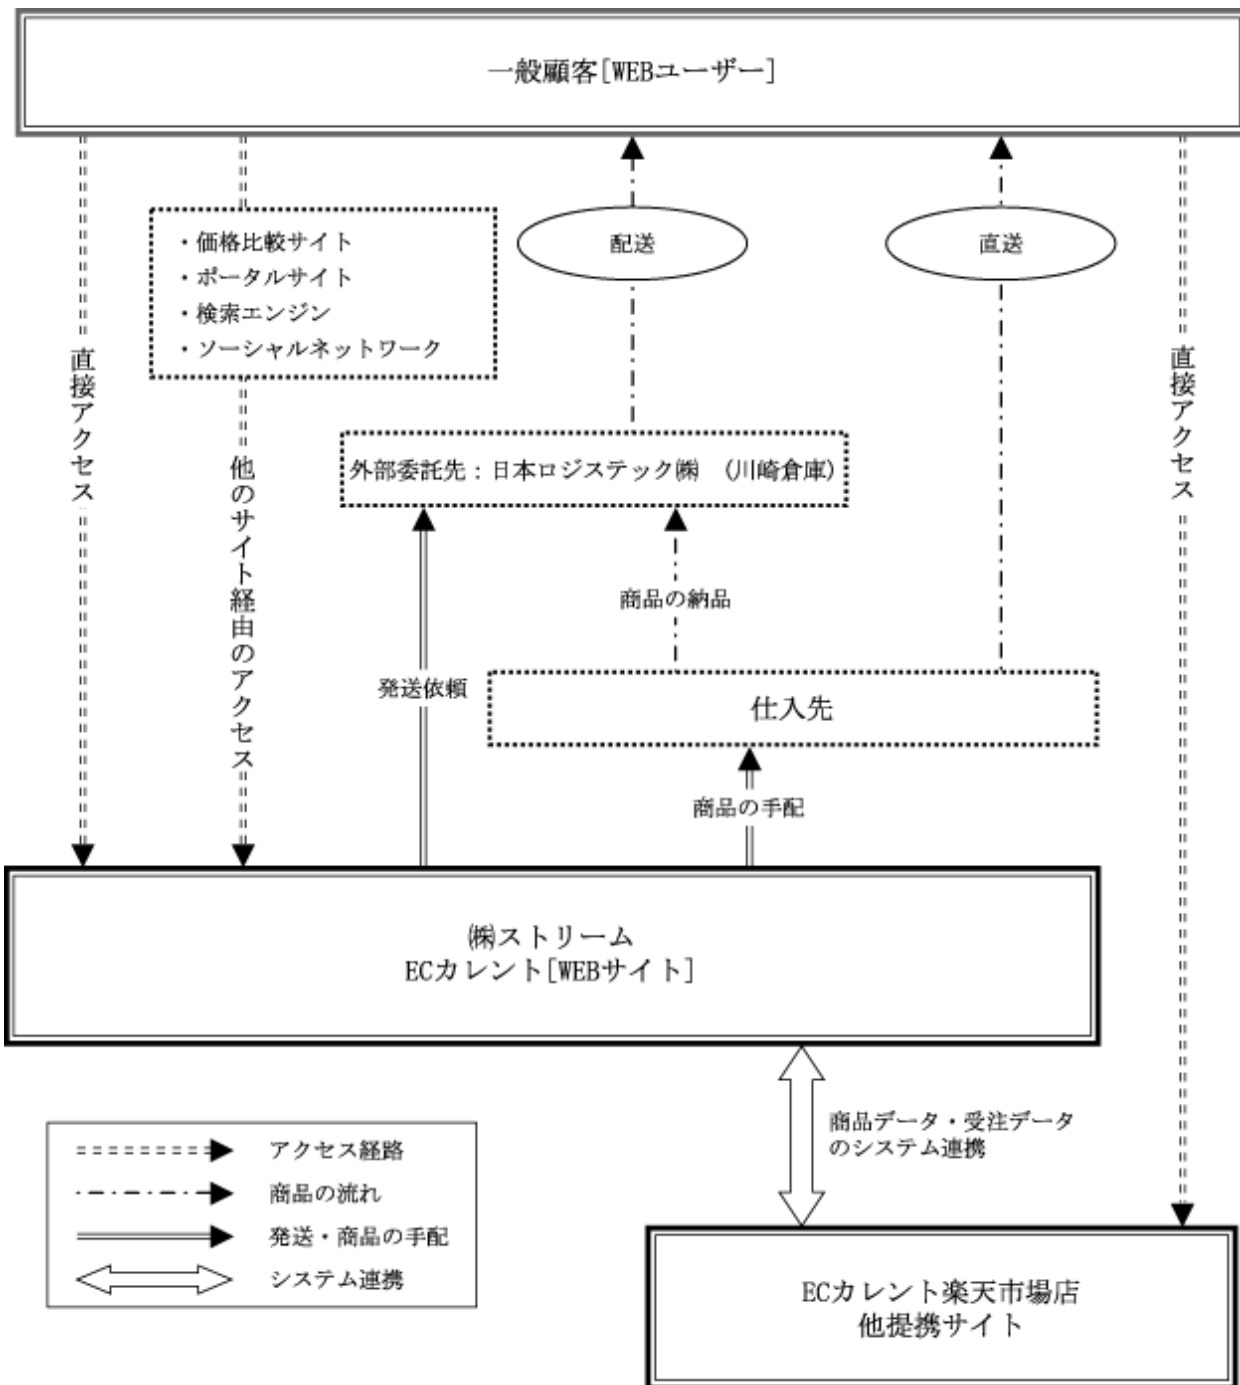 一般顧客[WEBユーザー]
・価格比較サイト
・ポータルサイト
・検索エンジン
・ソーシャルネットワーク
配送
直送
直接アクセス
他のサイト経由のアクセス
直接アクセス
外部委託先：日本ロジステック㈱ （川崎倉庫）
商品の納品
発送依頼
仕入先
商品の手配
㈱ストリーム
ECカレント[WEBサイト]
商品データ・受注データ
のシステム連携
アクセス経路
商品の流れ
発送・商品の手配
システム連携
ECカレント楽天市場店
他提携サイト